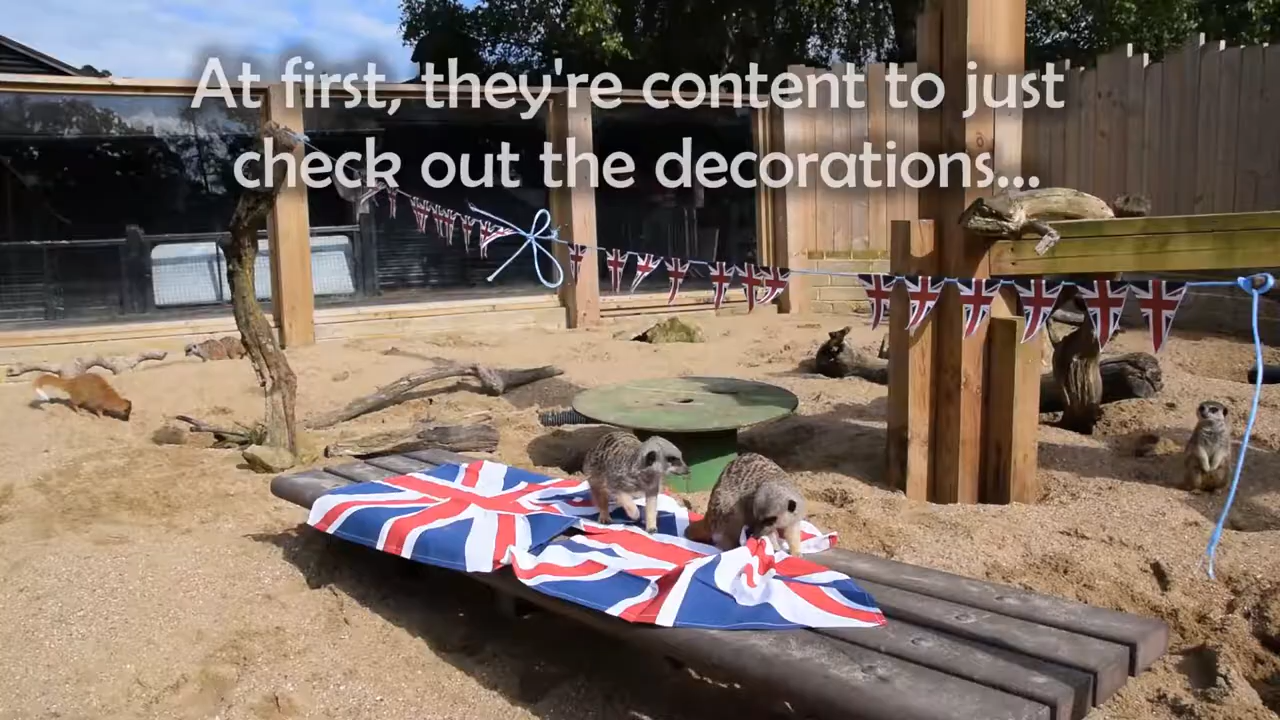 At first, they're content to just
check out the decorations...